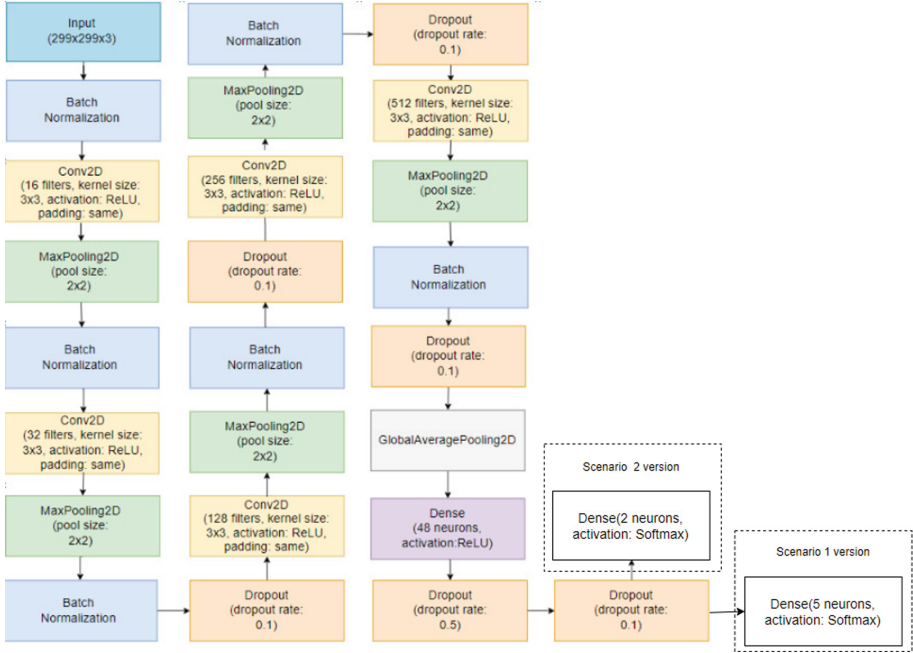 Input
(299x299x3)
Batch
Normalization
Conv2D
(16 filters, kernel size:
3x3, activation: ReLU,
padding: same)
MaxPooling2D
(pool size:
2x2)
Batch
Normalization
Conv2D
(32 filters, kernel size:
3x3, activation: ReLU,
padding: same)
MaxPooling2D
(pool size:
2x2)
Batch
Normalization
Dropout
(dropout rate:
0.1)
Conv2D
(128 filters, kernel size:
3x3, activation: ReLU,
padding: same)
MaxPooling2D
(pool size:
2x2)
Batch
Normalization
Dropout
(dropout rate:
0.1)
Conv2D
(256 filters, kernel size:
3x3, activation: ReLU,
padding: same)
MaxPooling2D
(pool size:
2x2)
Batch
Normalization
Dropout
(dropout rate:
0.1)
Conv2D
(512 filters, kernel size:
3x3, activation: ReLU,
padding: same)
MaxPooling2D
(pool size:
2x2)
Batch
Normalization
Dropout
(dropout rate:
0.1)
GlobalAveragePooling2D
Dense
(48 neurons,
activation:ReLU)
Dropout
(dropout rate:
0.5)
Dropout
(dropout rate:
0.1)
Scenario 2 version
Dense(2 neurons,
activation: Softmax)
Scenario 1 version
Dense(5 neurons,
activation: Softmax)